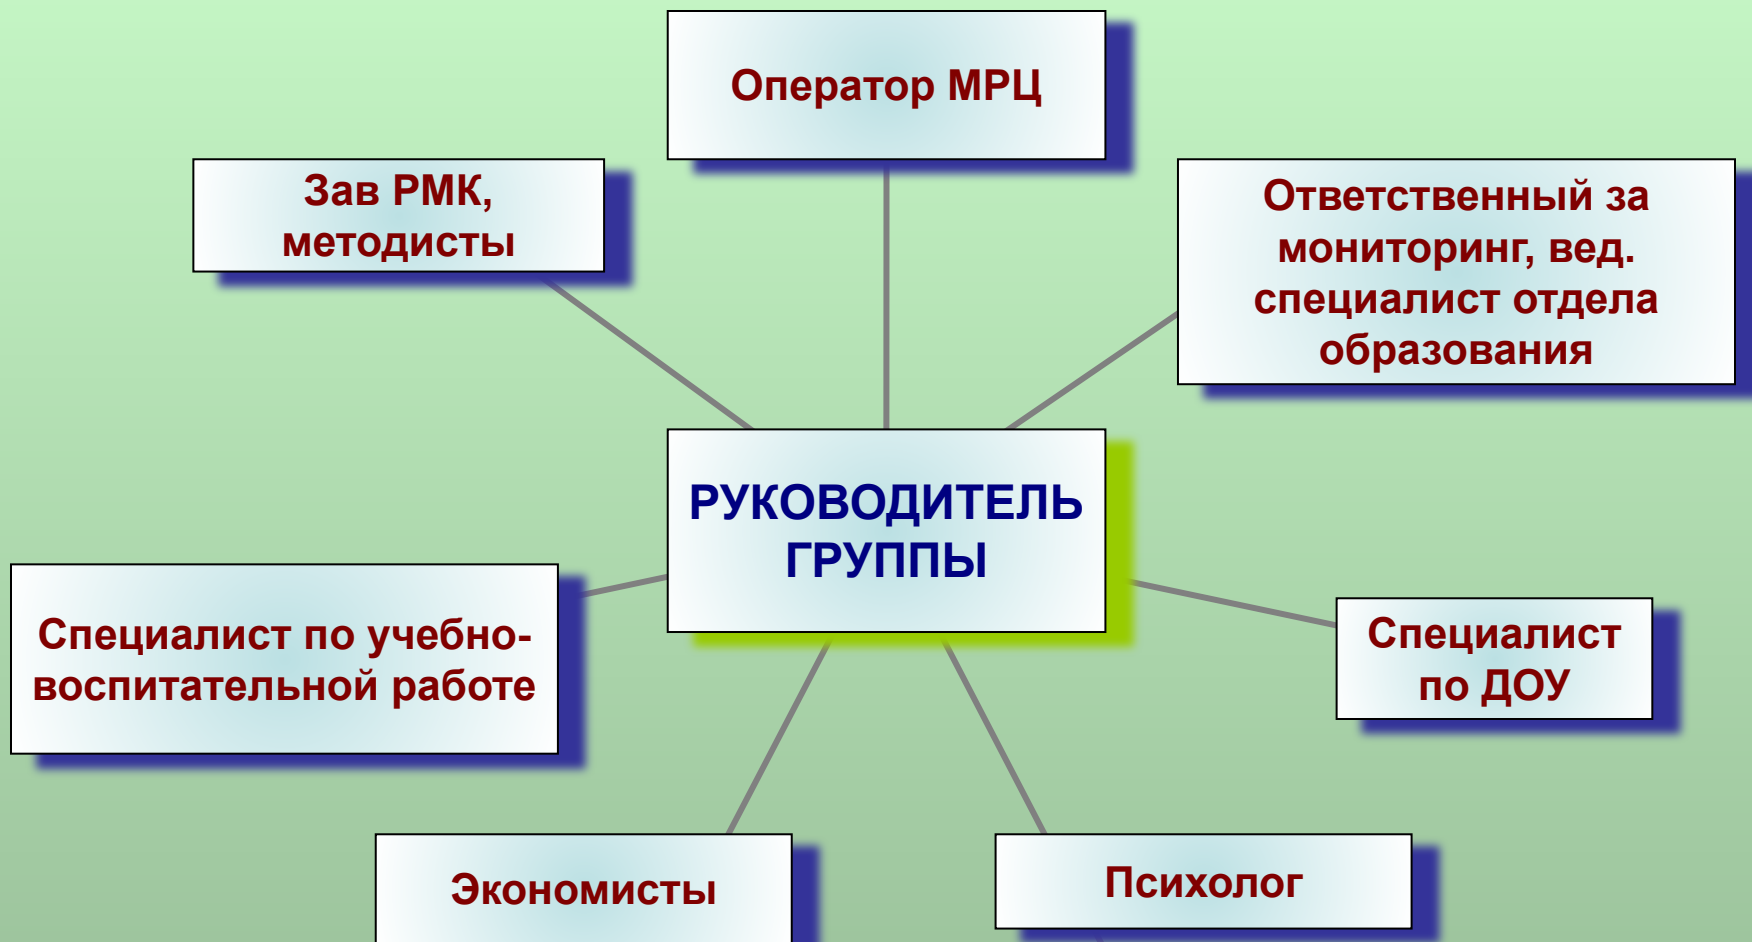 Оператор МРЦ
Зав РМК,
методисты
Ответственный за
мониторинг, вед.
специалист отдела
образования
РУКОВОДИТЕЛЬ
ГРУППЫ
Специалист по учебно-
воспитательной работе
Специалист
по ДОУ
Экономисты
Психолог